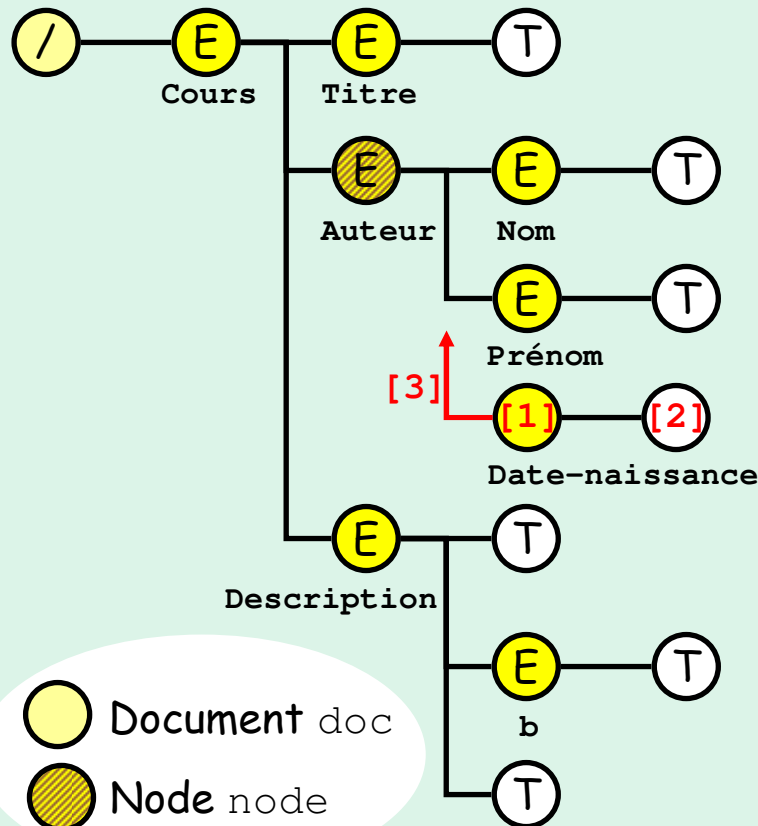 / E E T
Cours Titre
E E T
Auteur Nom
E T
Prénom
[3] [1] [2]
Date-naissance
E T
Description
E T
b
Document doc
T
Node node